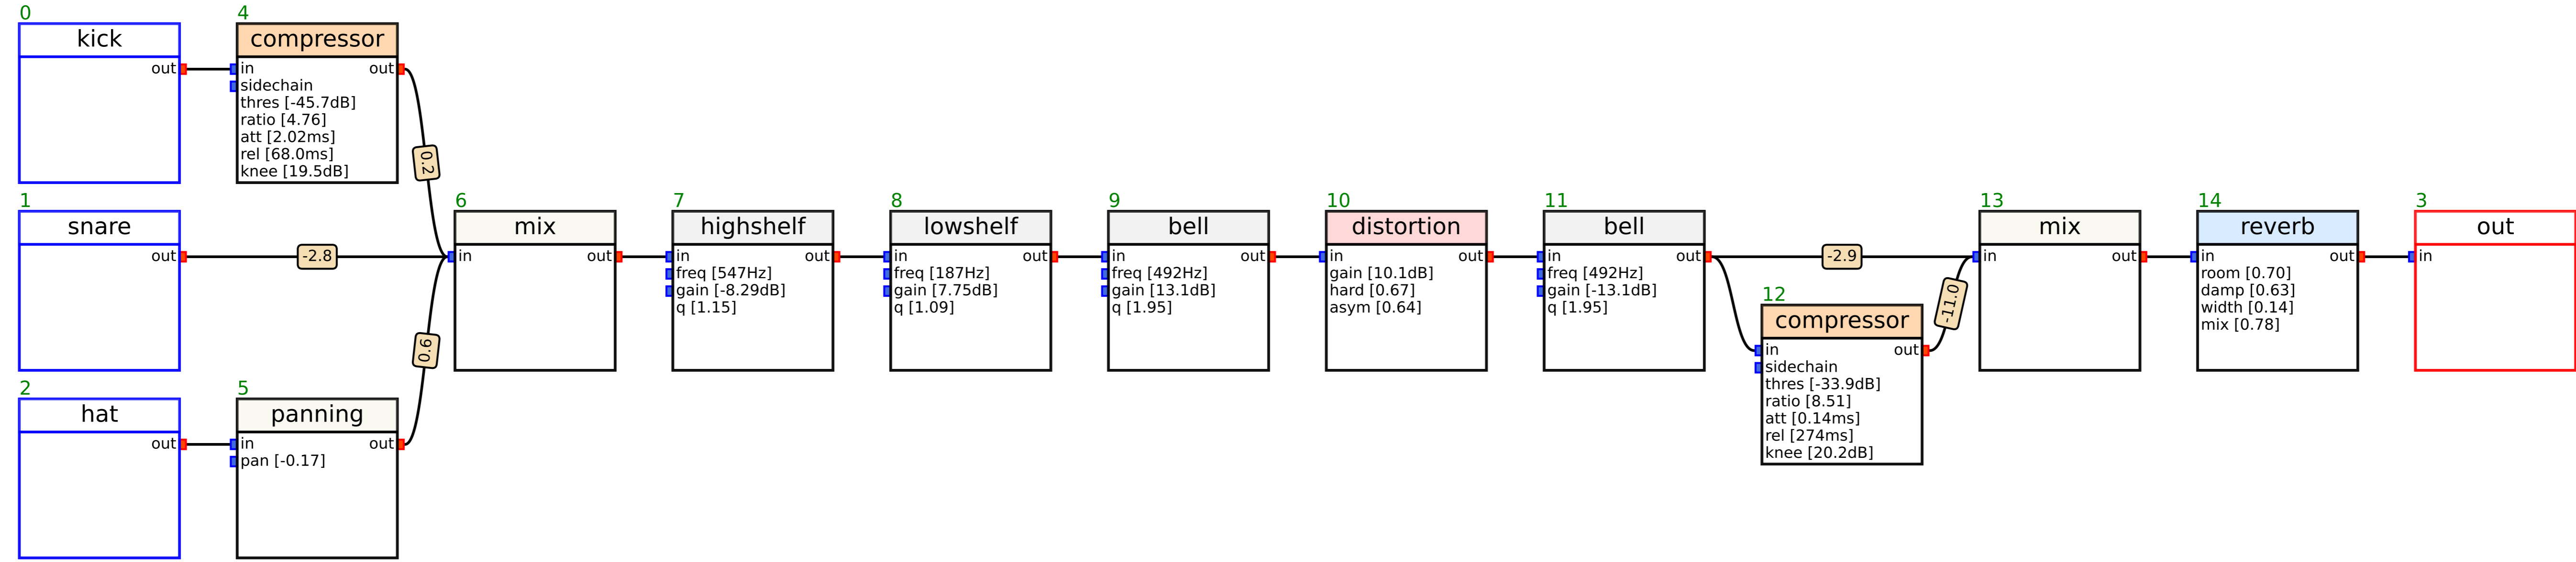 0
kick
out
4
compressor
in out
sidechain
thres [-45.7dB]
ratio [4.76]
att [2.02ms]
rel [68.0ms]
knee [19.5dB]
0.2
1
snare
out
-2.8
2
hat
out
5
panning
in out
pan [-0.17]
0.6
6
mix
in out
7
highshelf
in out
freq [547Hz]
gain [-8.29dB]
q [1.15]
8
lowshelf
in out
freq [187Hz]
gain [7.75dB]
q [1.09]
9
bell
in out
freq [492Hz]
gain [13.1dB]
q [1.95]
10
distortion
in out
gain [10.1dB]
hard [0.67]
asym [0.64]
11
bell
in out
freq [492Hz]
gain [-13.1dB]
q [1.95]
-2.9
12
compressor
in out
sidechain
thres [-33.9dB]
ratio [8.51]
att [0.14ms]
rel [274ms]
knee [20.2dB]
-11.0
13
mix
in out
14
reverb
in out
room [0.70]
damp [0.63]
width [0.14]
mix [0.78]
3
out
in